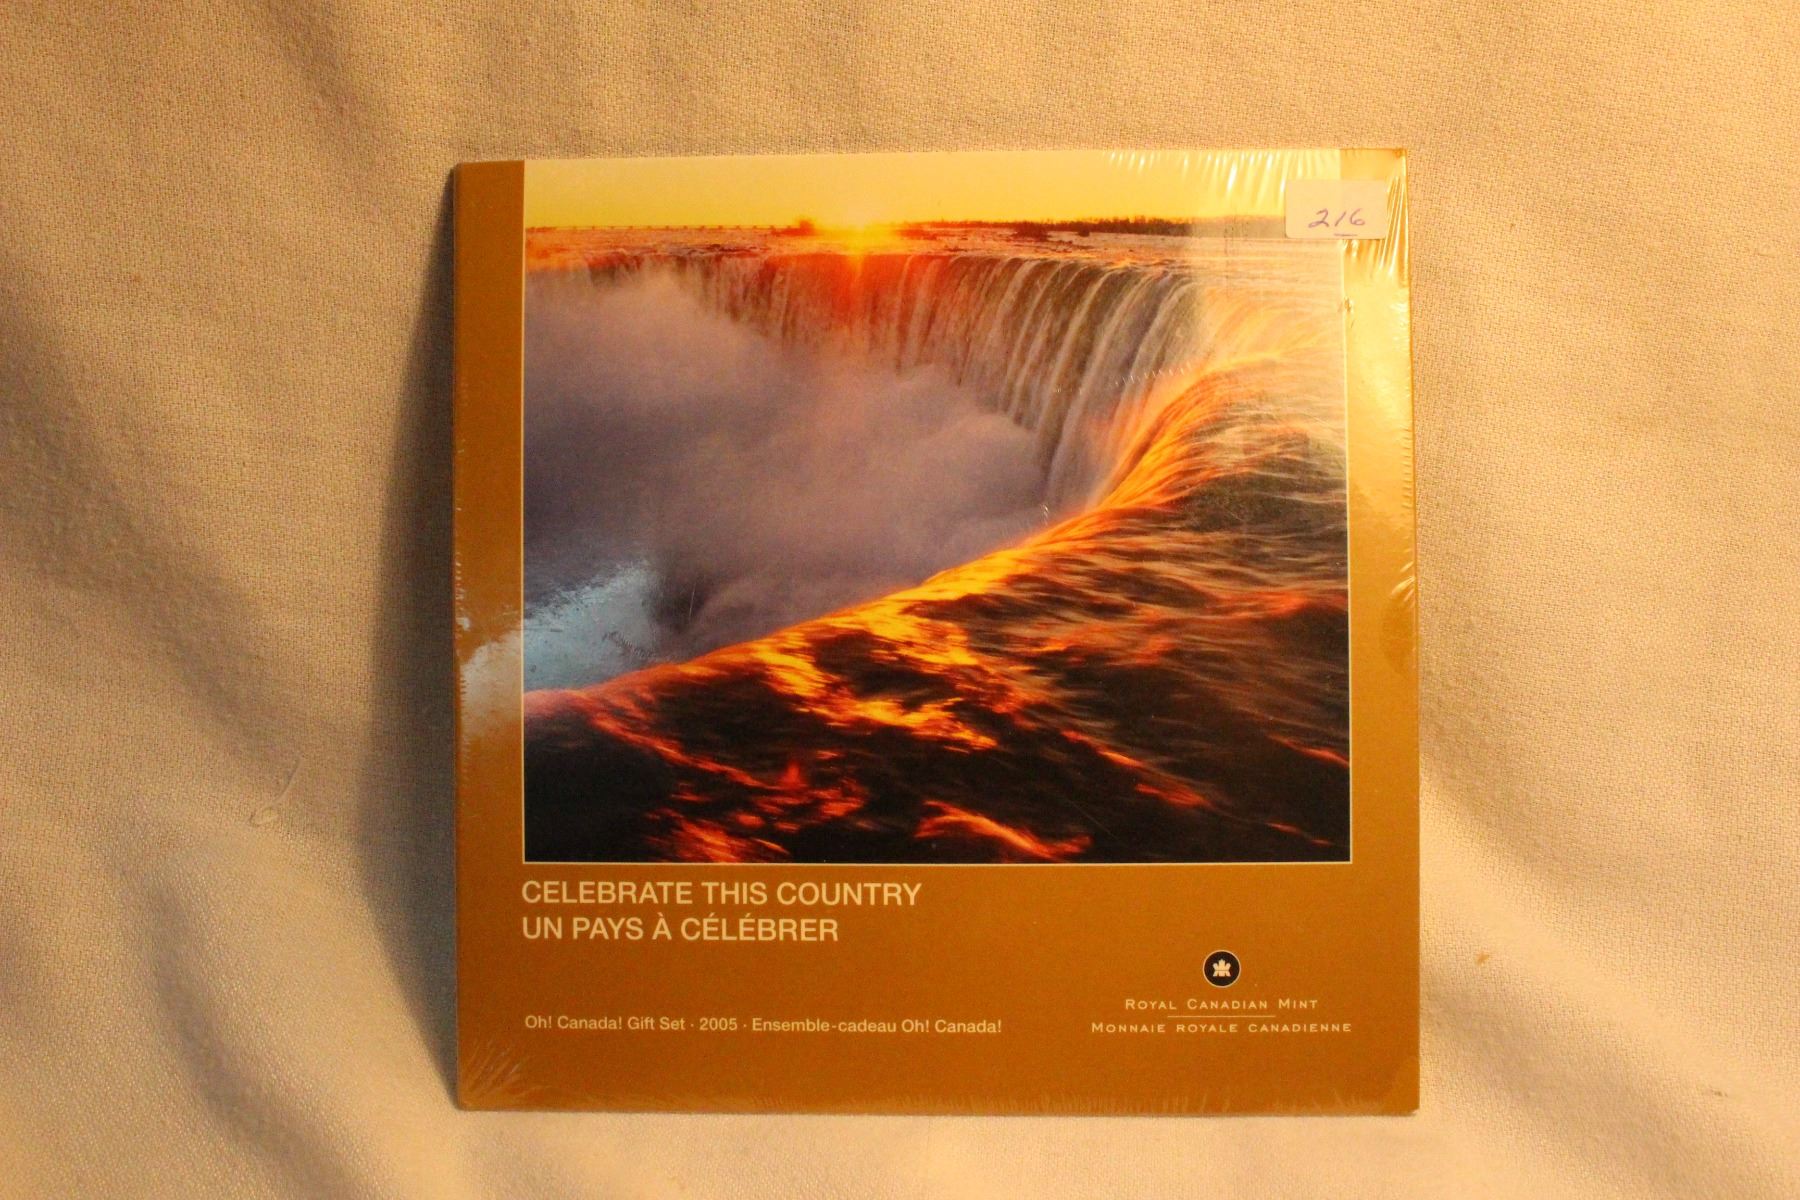 216
CELEBRATE THIS COUNTRY
UN PAYS À CÉLÉBRER
Oh! Canada! Gift Set · 2005 · Ensemble-cadeau Oh! Canada!
ROYAL CANADIAN MINT
MONNAIE ROYALE CANADIENNE